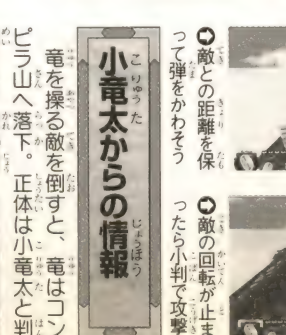 ➲敵との距離を保
って弾をかわそう
➲敵の回転が止ま
ったら小判で攻撃
小竜太からの情報
竜を操る敵を倒すと、竜はコン
ピラ山へ落下。正体は小竜太と判